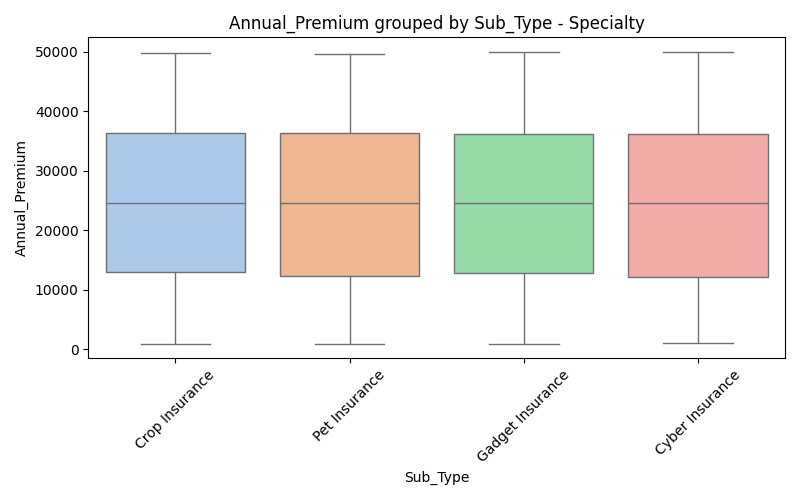 Annual_Premium grouped by Sub_Type - Specialty
Annual_Premium
50000
40000
30000
20000
10000
0
Crop Insurance
Pet Insurance
Gadget Insurance
Cyber Insurance
Sub_Type